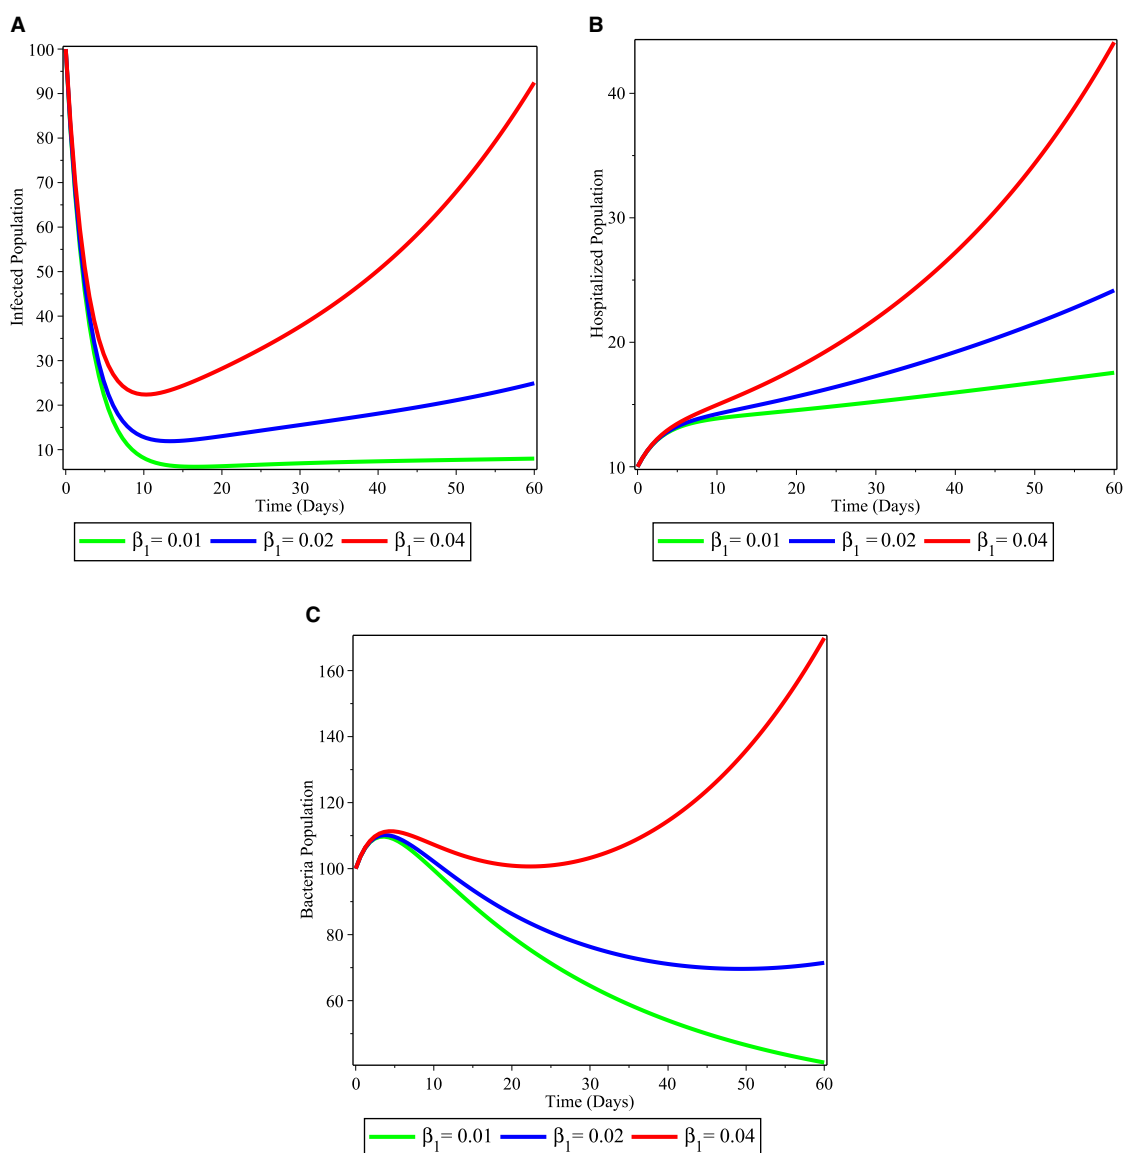 A
100
90
80
70
60
50
40
30
20
10
Infected Population
0 10 20 30 40 50 60
Time (Days)
β1= 0.01 β1= 0.02 β1= 0.04
B
40
30
20
10
Hospitalized Population
0 10 20 30 40 50 60
Time (Days)
β1= 0.01 β1= 0.02 β1= 0.04
C
160
140
120
100
80
60
Bacteria Population
0 10 20 30 40 50 60
Time (Days)
β1= 0.01 β1= 0.02 β1= 0.04